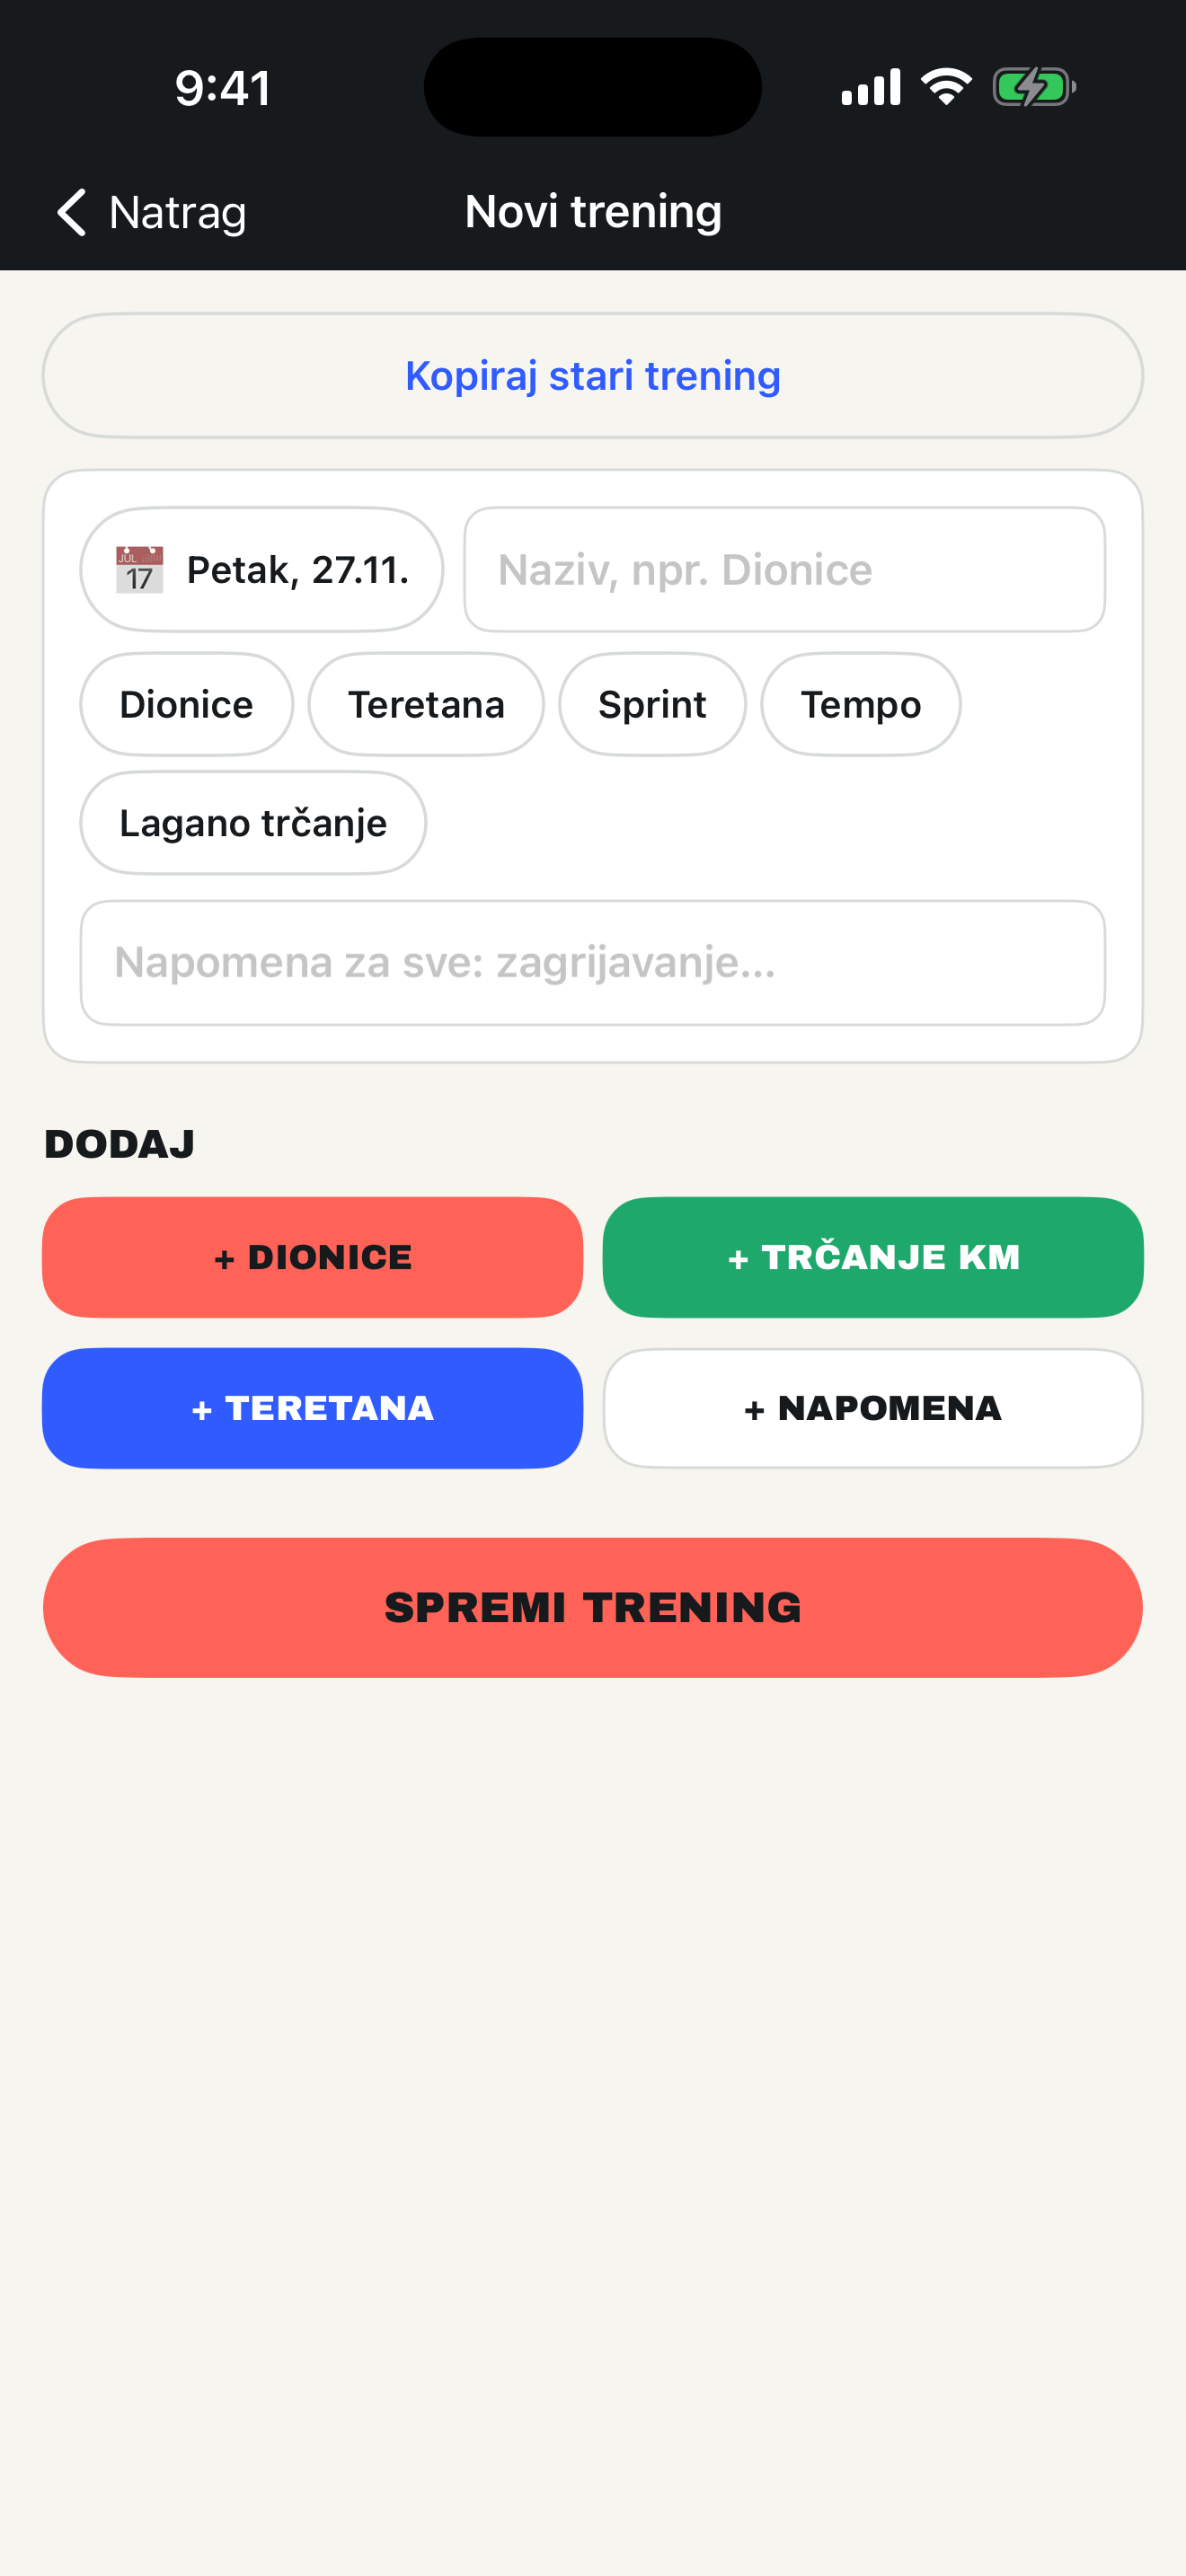 9:41
Natrag
Novi trening
Kopiraj stari trening
JUL 17
Petak, 27.11.
Naziv, npr. Dionice
Dionice
Teretana
Sprint
Tempo
Lagano trčanje
Napomena za sve: zagrijavanje...
DODAJ
+ DIONICE
+ TRČANJE KM
+ TERETANA
+ NAPOMENA
SPREMI TRENING